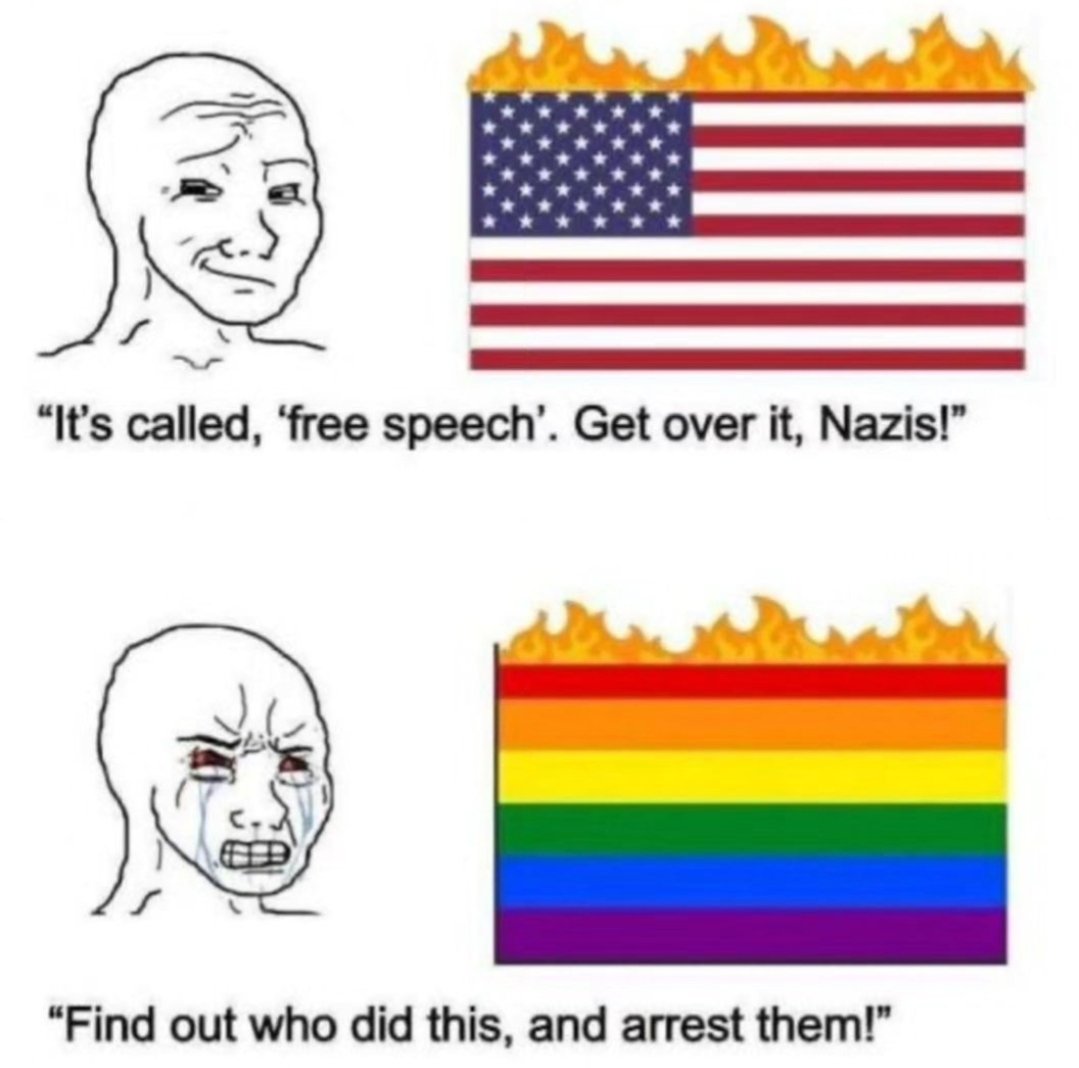 “It’s called, ‘free speech’. Get over it, Nazis!”
“Find out who did this, and arrest them!”